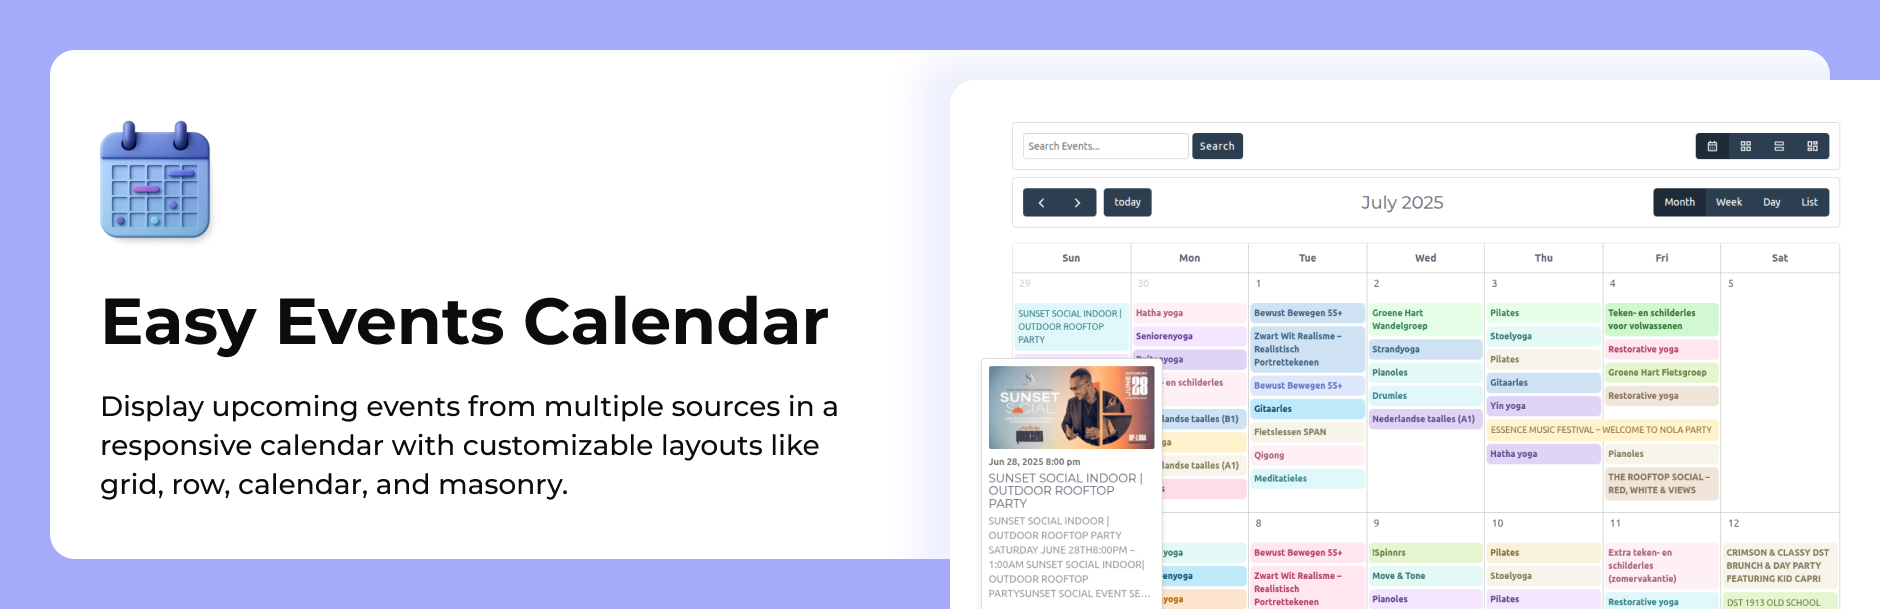 Easy Events Calendar
Display upcoming events from multiple sources in a
responsive calendar with customizable layouts like
grid, row, calendar, and masonry.
Search Events...
Search
today
July 2025
Month
Week
Day
List
Sun
Mon
Tue
Wed
Thu
Fri
Sat
29
30
1
2
3
4
5
SUNSET SOCIAL INDOOR |
OUTDOOR ROOFTOP
PARTY
Hatha yoga
Seniorenyoga
yoga
- en schilderles
landse taalles (B1)
ga
landse taalles (A1)
s
Bewust Bewegen 55+
Zwart Wit Realisme –
Realistisch
Portrettekenen
Bewust Bewegen 55+
Gitaarles
Fietslessen SPAN
Qigong
Meditatieles
Groene Hart
Wandelgroep
Strandyoga
Pianoles
Drumles
Nederlandse taalles (A1)
Pilates
Stoelyoga
Pilates
Gitaarles
Yin yoga
ESSENCE MUSIC FESTIVAL – WELCOME TO NOLA PARTY
Hatha yoga
Teken- en schilderles
voor volwassenen
Restorative yoga
Groene Hart Fietsgroep
Restorative yoga
Pianoles
THE ROOFTOP SOCIAL –
RED, WHITE & VIEWS
SUNSET
SOCIAL
SATURDAY
JUNE
28
Jun 28, 2025 8:00 pm
SUNSET SOCIAL INDOOR |
OUTDOOR ROOFTOP
PARTY
SUNSET SOCIAL INDOOR |
OUTDOOR ROOFTOP PARTY
SATURDAY JUNE 28TH8:00PM –
1:00AM SUNSET SOCIAL INDOOR|
OUTDOOR ROOFTOP
PARTYSUNSET SOCIAL EVENT SE...
8
9
10
11
12
yoga
enyoga
yoga
Bewust Bewegen 55+
Zwart Wit Realisme –
Realistisch
Portrettekenen
!Spinnrs
Move & Tone
Pianoles
Pilates
Stoelyoga
Pilates
Extra teken- en
schilderles
(zomervakantie)
Restorative yoga
CRIMSON & CLASSY DST
BRUNCH & DAY PARTY
FEATURING KID CAPRI
DST 1913 OLD SCHOOL